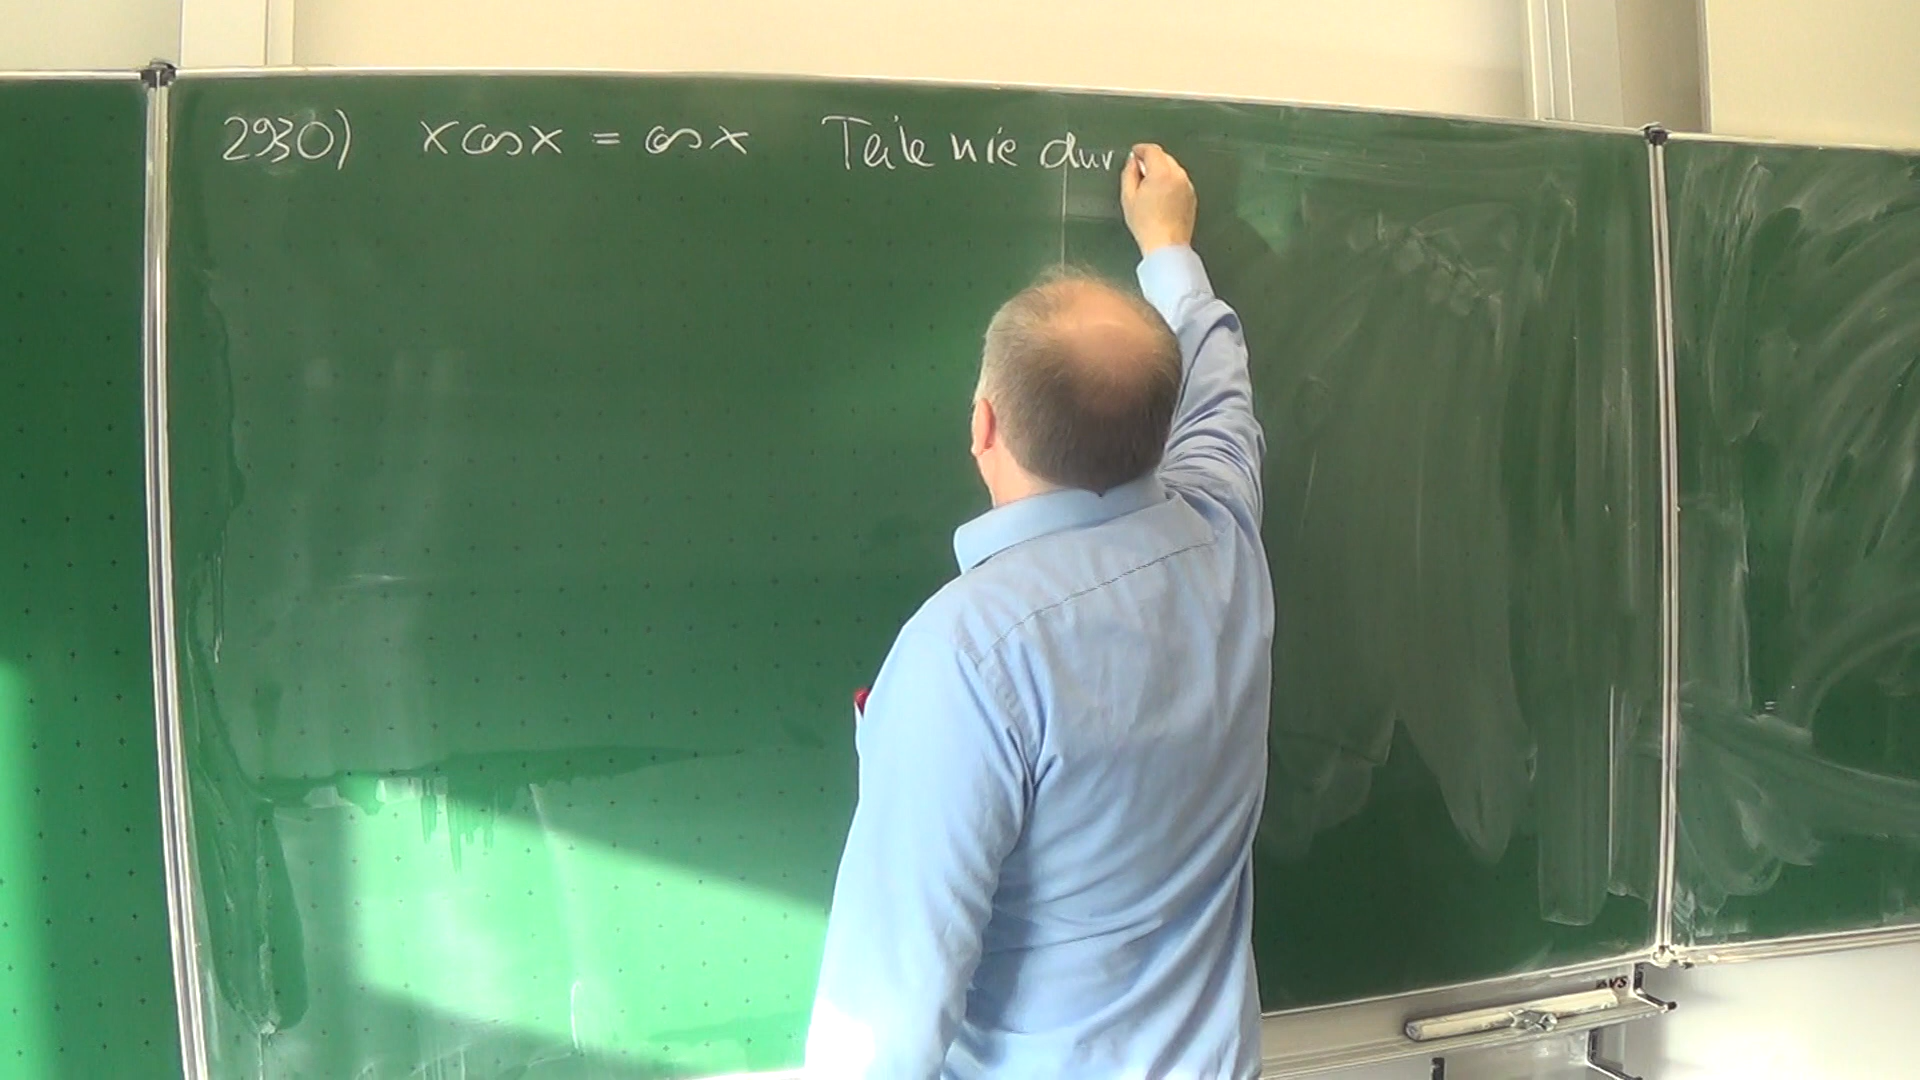 2930) x cos x = cos x Teile nie dur